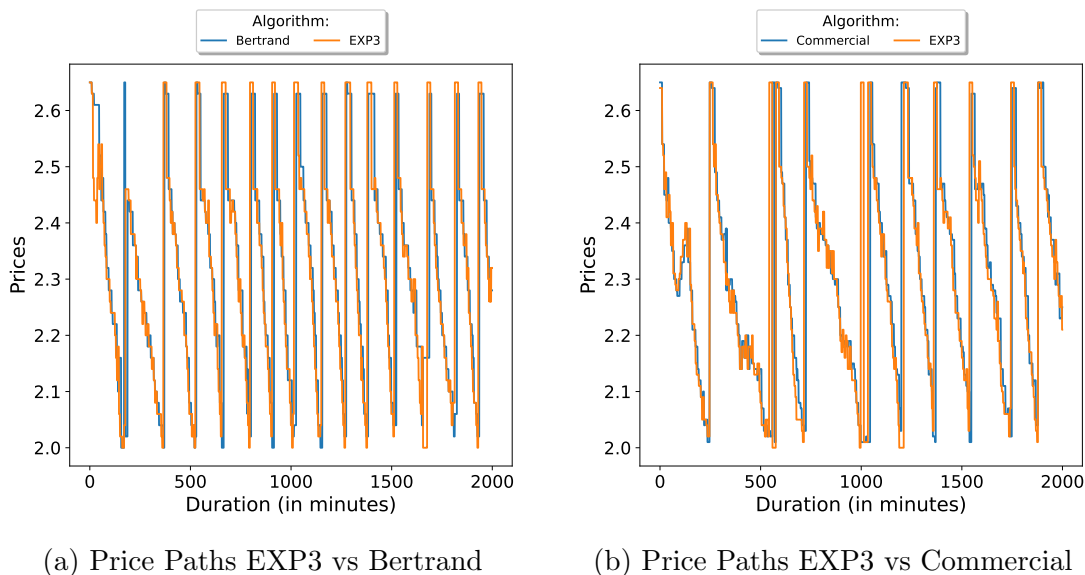 Algorithm:
Bertrand EXP3
Prices
2.6
2.5
2.4
2.3
2.2
2.1
2.0
0 500 1000 1500 2000
Duration (in minutes)
(a) Price Paths EXP3 vs Bertrand
Algorithm:
Commercial EXP3
Prices
2.6
2.5
2.4
2.3
2.2
2.1
2.0
0 500 1000 1500 2000
Duration (in minutes)
(b) Price Paths EXP3 vs Commercial